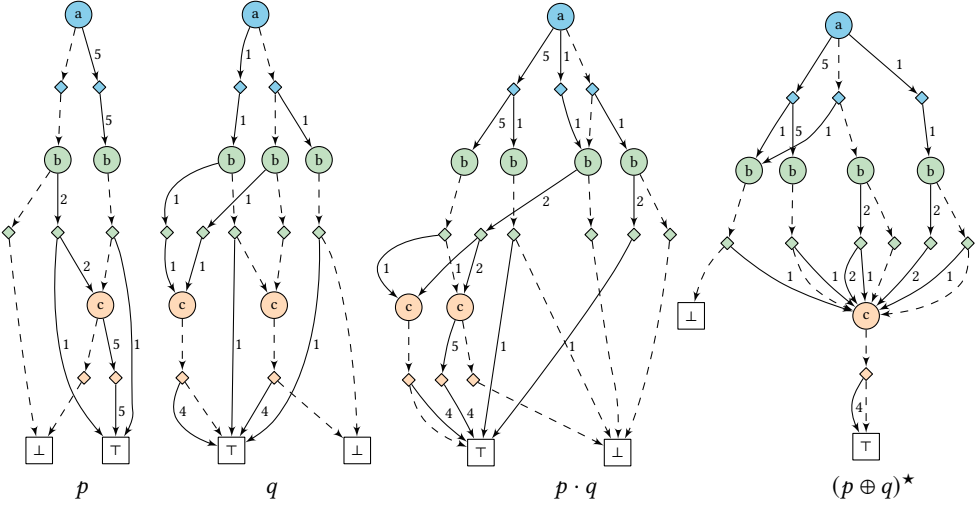 a a a a
5 1 5 1 5 1
5 1 1 5 1 1 1 5 1 1
b b b b b b b b b b b b b
2 1 1 2 2 2 2
2 1 1 1 1 2 1 1 2 1 2 1
c c c c c c
1 5 1 1 1 5 1 1
5 4 4 4 4 4
⊥ ⊤ ⊤ ⊥ ⊤ ⊥ ⊥ ⊤
p q p · q (p ⊕ q)★